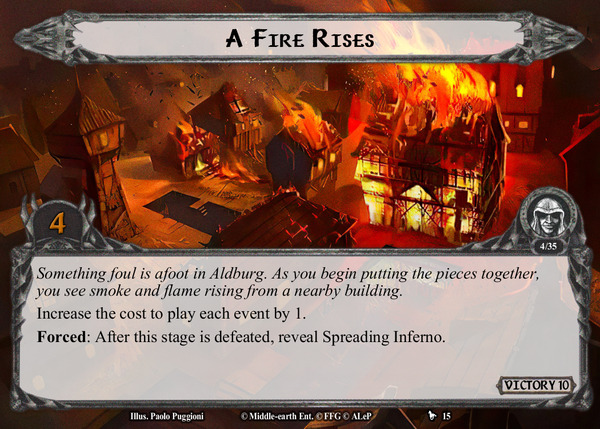 A Fire Rises
4
4/35
Something foul is afoot in Aldburg. As you begin putting the pieces together,
you see smoke and flame rising from a nearby building.
Increase the cost to play each event by 1.
Forced: After this stage is defeated, reveal Spreading Inferno.
VICTORY 10
Illus. Paolo Puggioni © Middle-earth Ent. © FFG © ALeP 15